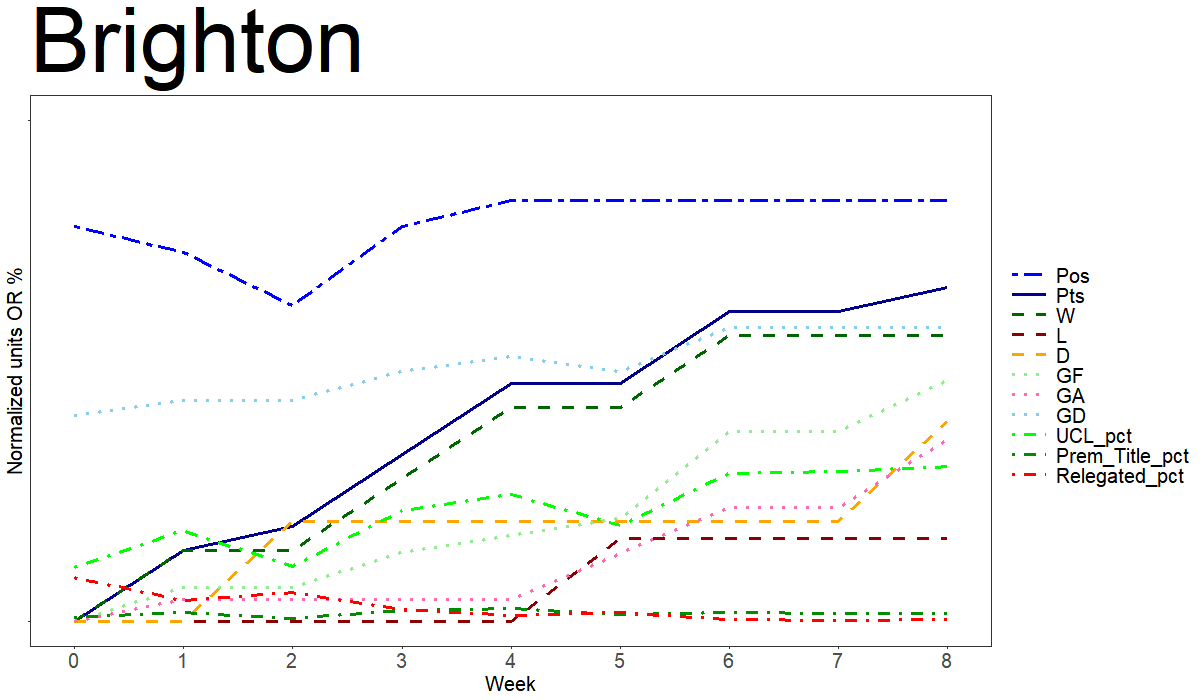 Brighton
Normalized units OR %
0 1 2 3 4 5 6 7 8
Week
Pos
Pts
W
L
D
GF
GA
GD
UCL_pct
Prem_Title_pct
Relegated_pct